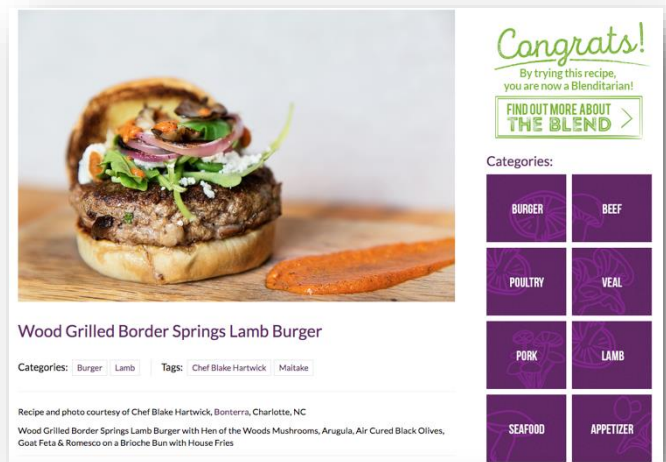 Congrats!
By trying this recipe,
you are now a Blenditarian!
FIND OUT MORE ABOUT
THE BLEND
Categories:
BURGER
BEEF
POULTRY
VEAL
PORK
LAMB
SEAFOOD
APPETIZER
Wood Grilled Border Springs Lamb Burger
Categories: Burger Lamb Tags: Chef Blake Hartwick Maitake
Recipe and photo courtesy of Chef Blake Hartwick, Bonterra, Charlotte, NC
Wood Grilled Border Springs Lamb Burger with Hen of the Woods Mushrooms, Arugula, Air Cured Black Olives,
Goat Feta & Romesco on a Brioche Bun with House Fries